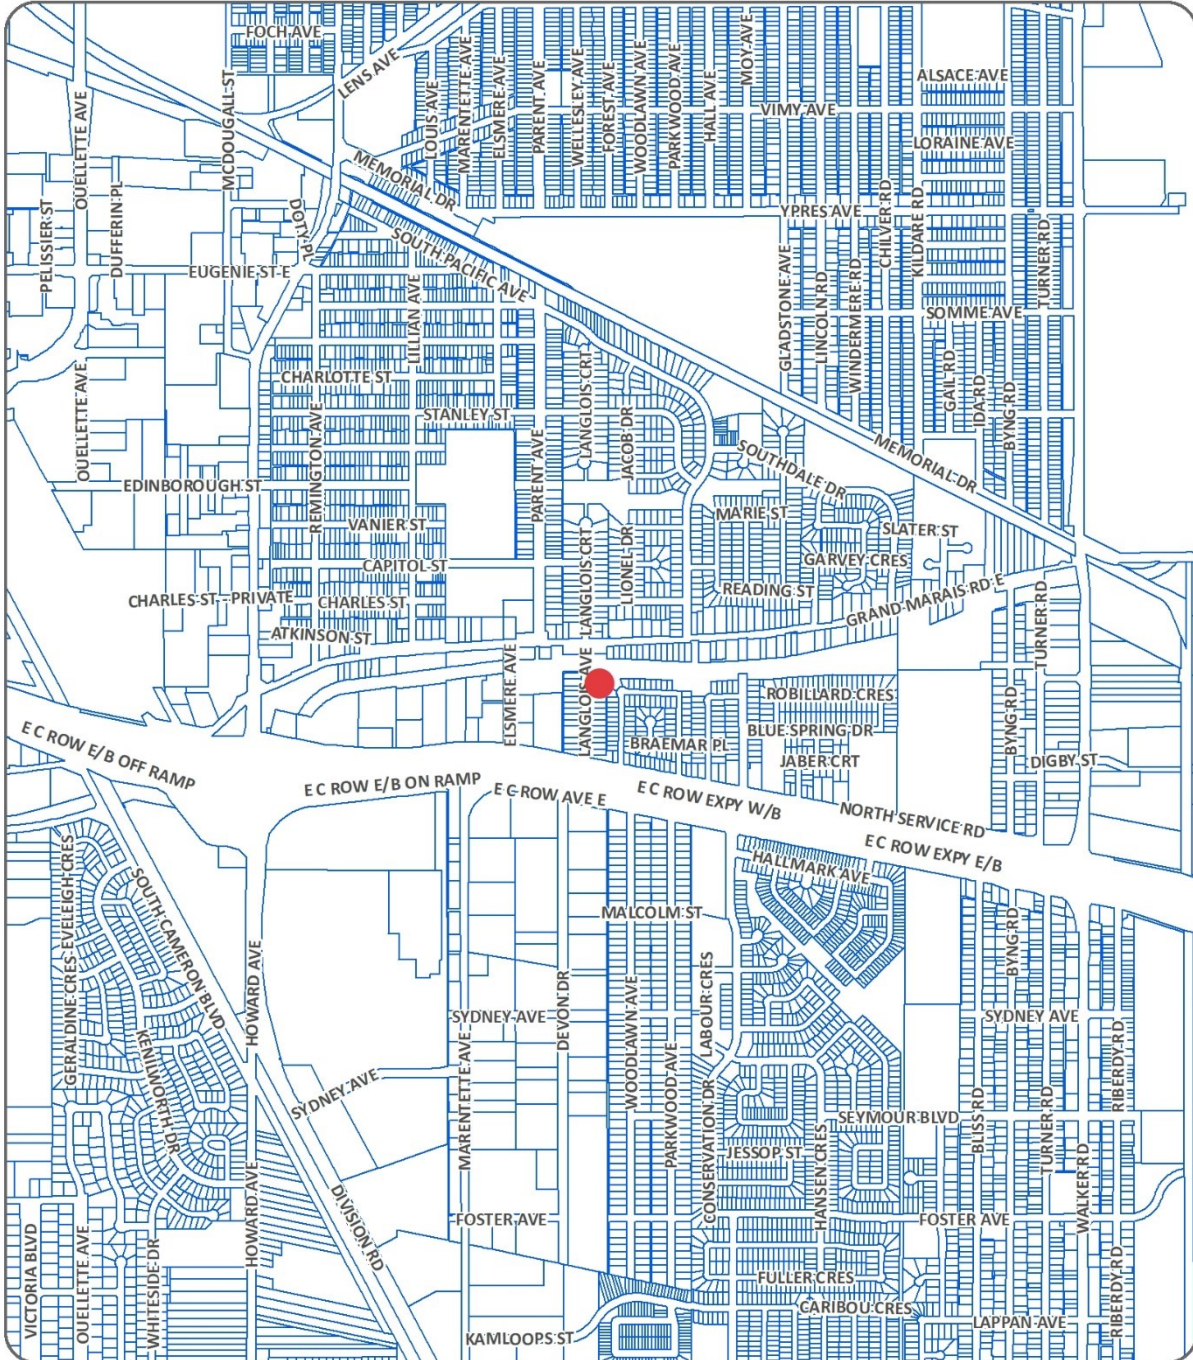 FOCH AVE
LENS AVE
MOY AVE
ALSACE AVE
OUELLETTE AVE
MCDOUGALL ST
LOUIS AVE
MARENTETTE AVE
ELSMERE AVE
PARENT AVE
WELLESLEY AVE
FOREST AVE
WOODLAWN AVE
PARKWOOD AVE
HALL AVE
VIMY AVE
LORAINE AVE
MEMORIAL DR
YPRES AVE
CHILVER RD
KILDARE RD
TURNER RD
PELISSIER ST
DUFFERIN PL
DOTY PL
EUGENIE ST E
SOUTH PACIFIC AVE
LILLIAN AVE
GLADSTONE AVE
LINCOLN RD
WINDERMERE RD
SOMME AVE
OUELLETTE AVE
CHARLOTTE ST
STANLEY ST
LANGLOIS CRT
JACOB DR
GAIL RD
IDA RD
BYNG RD
REMINGTON AVE
PARENT AVE
EDINBOROUGH ST
SOUTHDALE DR
MEMORIAL DR
VANIER ST
MARIE ST
SLATER ST
CAPITOL ST
LANGLOIS CRT
LIONEL DR
GARVEY CRES
CHARLES ST - PRIVATE
CHARLES ST
READING ST
GRAND MARAIS RD E
TURNER RD
ATKINSON ST
ELSMERE AVE
LANGLOIS AVE
ROBILLARD CRES
BYNG RD
BLUE SPRING DR
BRAEMAR PL
JABER CRT
DIGBY ST
E C ROW E/B OFF RAMP
E C ROW E/B ON RAMP
E C ROW AVE E
E C ROW EXPY W/B
NORTH SERVICE RD
E C ROW EXPY E/B
HALLMARK AVE
EVELEIGH CRES
SOUTH CAMERON BLVD
MALCOLM ST
BYNG RD
GERALDINE CRES
HOWARD AVE
DEVON DR
LABOUR CRES
SYDNEY AVE
WOODLAWN AVE
SYDNEY AVE
KENILWORTH DR
SYDNEY AVE
MARENTETTE AVE
PARKWOOD AVE
CONSERVATION DR
RIBERDY RD
SEYMOUR BLVD
BLISS RD
TURNER RD
JESSOP ST
HANSEN CRES
WALKER RD
HOWARD AVE
DIVISION RD
FOSTER AVE
FOSTER AVE
VICTORIA BLVD
OUELLETTE AVE
WHITESIDE DR
FULLER CRES
RIBERDY RD
CARIBOU CRES
LAPPAN AVE
KAMLOOPS ST